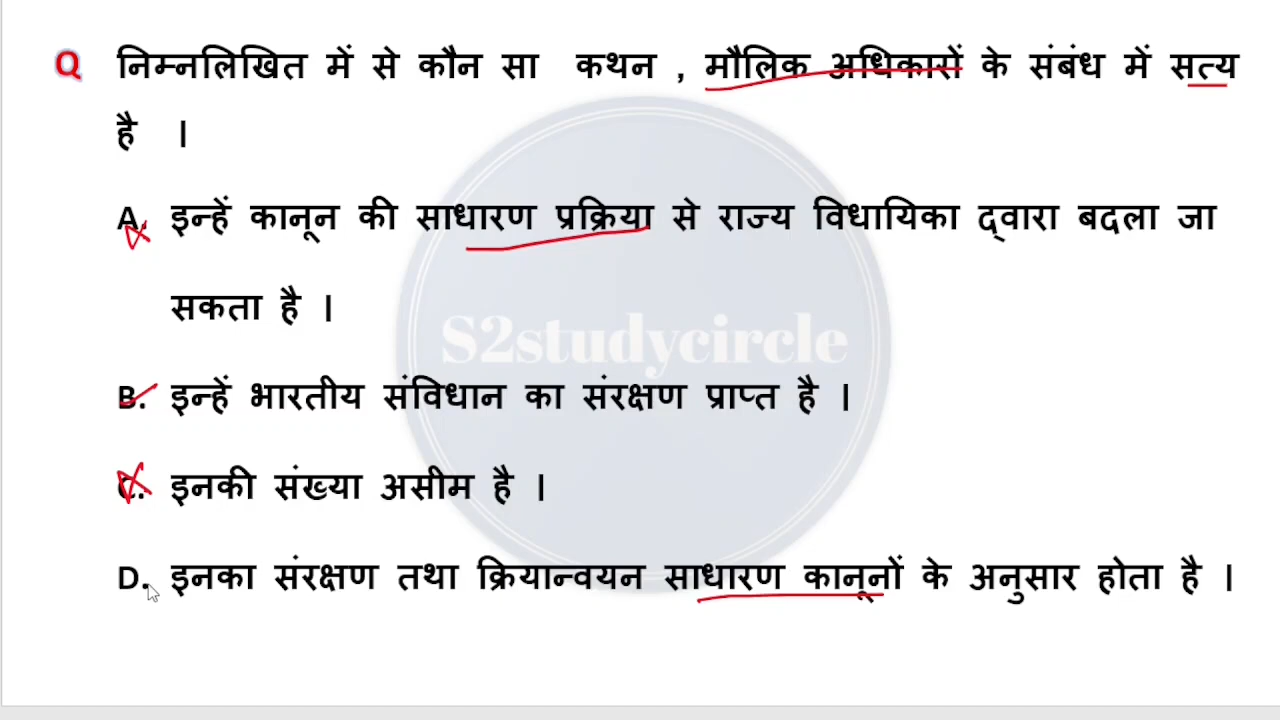 Q निम्नलिखित में से कौन सा कथन , मौलिक अधिकारों के संबंध में सत्य
है ।
A. इन्हें कानून की साधारण प्रक्रिया से राज्य विधायिका द्वारा बदला जा
सकता है ।
S2studycircle
B. इन्हें भारतीय संविधान का संरक्षण प्राप्त है ।
C. इनकी संख्या असीम है ।
D. इनका संरक्षण तथा क्रियान्वयन साधारण कानूनों के अनुसार होता है ।